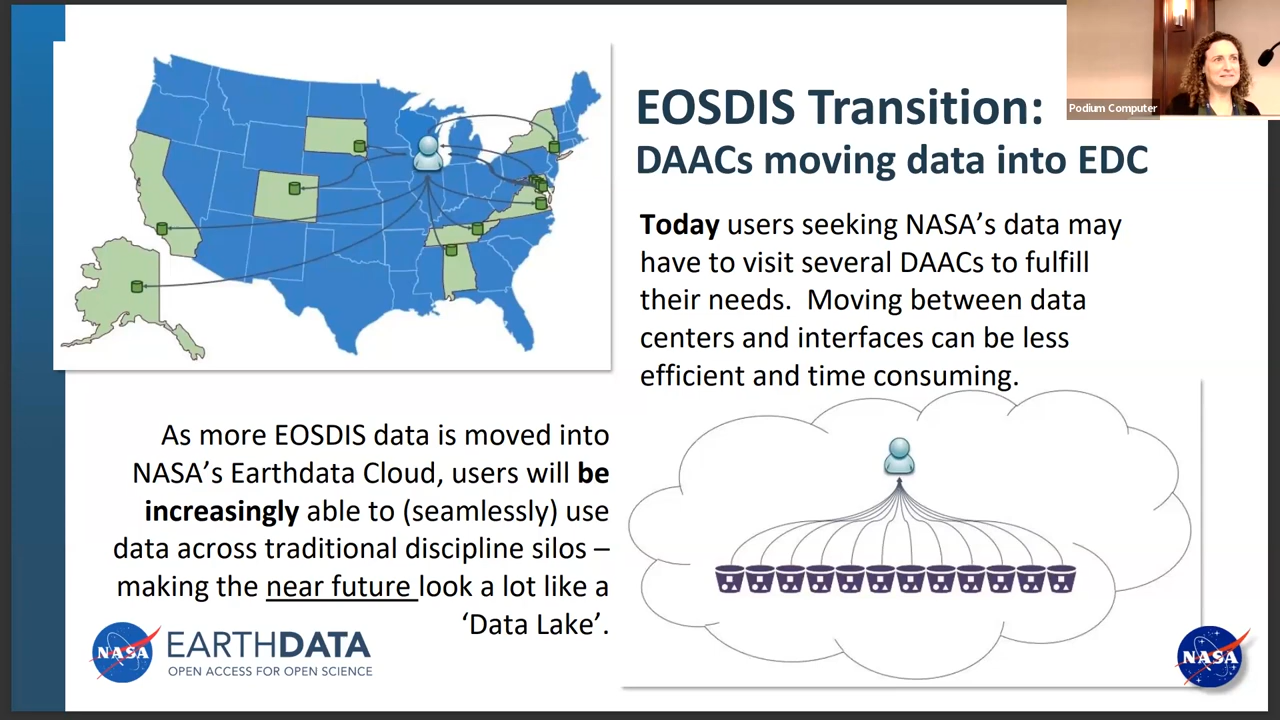 EOSDIS Transition:
DAACs moving data into EDC
Podium Computer
Today users seeking NASA’s data may
have to visit several DAACs to fulfill
their needs.  Moving between data
centers and interfaces can be less
efficient and time consuming.
As more EOSDIS data is moved into
NASA’s Earthdata Cloud, users will be
increasingly able to (seamlessly) use
data across traditional discipline silos –
making the near future look a lot like a
‘Data Lake’.
NASA
EARTHDATA
OPEN ACCESS FOR OPEN SCIENCE
NASA